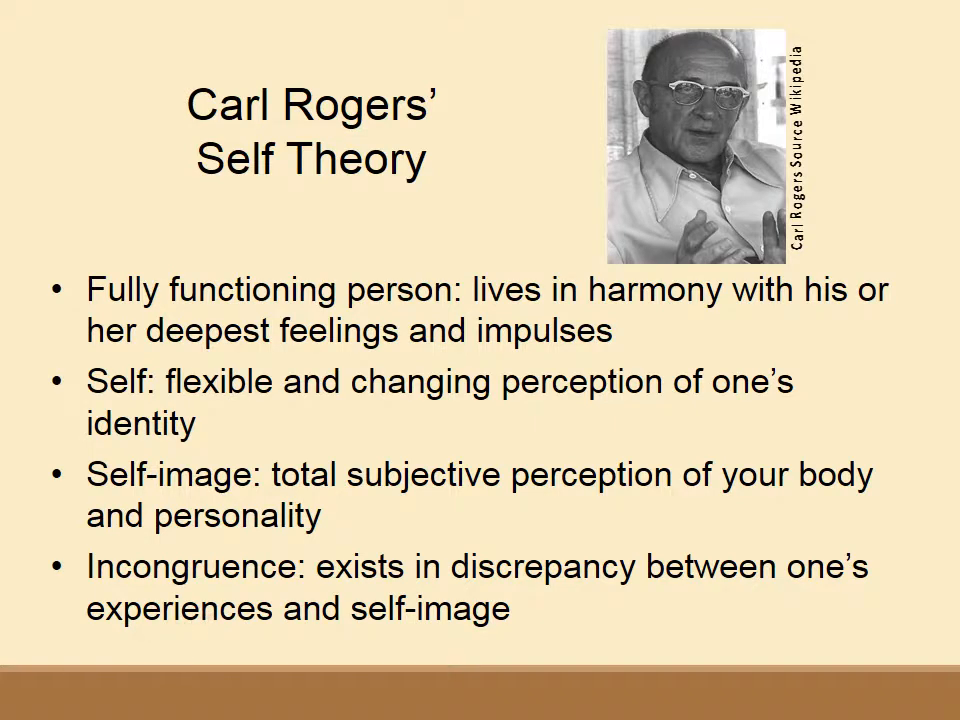 Carl Rogers’
Self Theory
Carl Rogers Source Wikipedia
• Fully functioning person: lives in harmony with his or
her deepest feelings and impulses
• Self: flexible and changing perception of one’s
identity
• Self-image: total subjective perception of your body
and personality
• Incongruence: exists in discrepancy between one’s
experiences and self-image